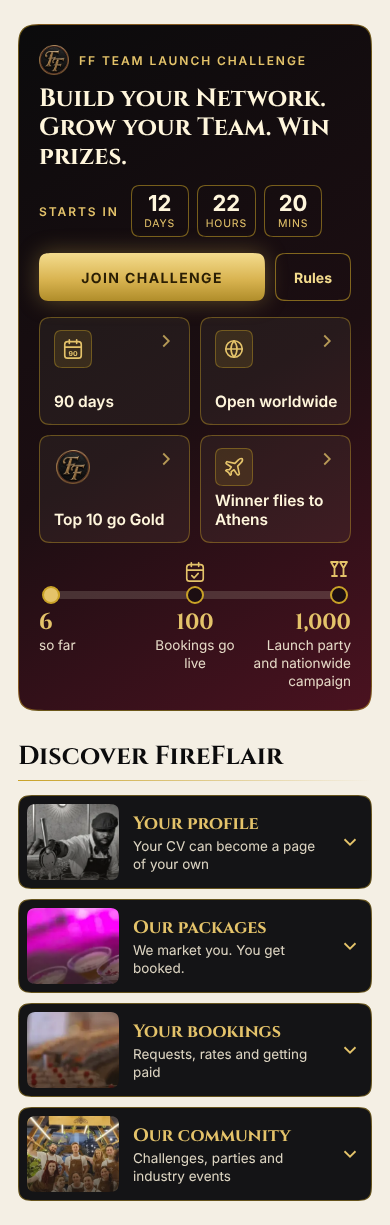 FF
FF TEAM LAUNCH CHALLENGE
Build your Network.
Grow your Team. Win
prizes.
STARTS IN
12
DAYS
22
HOURS
20
MINS
JOIN CHALLENGE
Rules
90
90 days
Open worldwide
FF
Top 10 go Gold
Winner flies to
Athens
6
so far
100
Bookings go
live
1,000
Launch party
and nationwide
campaign
Discover FireFlair
Your profile
Your CV can become a page
of your own
Our packages
We market you. You get
booked.
Your bookings
Requests, rates and getting
paid
Our community
Challenges, parties and
industry events